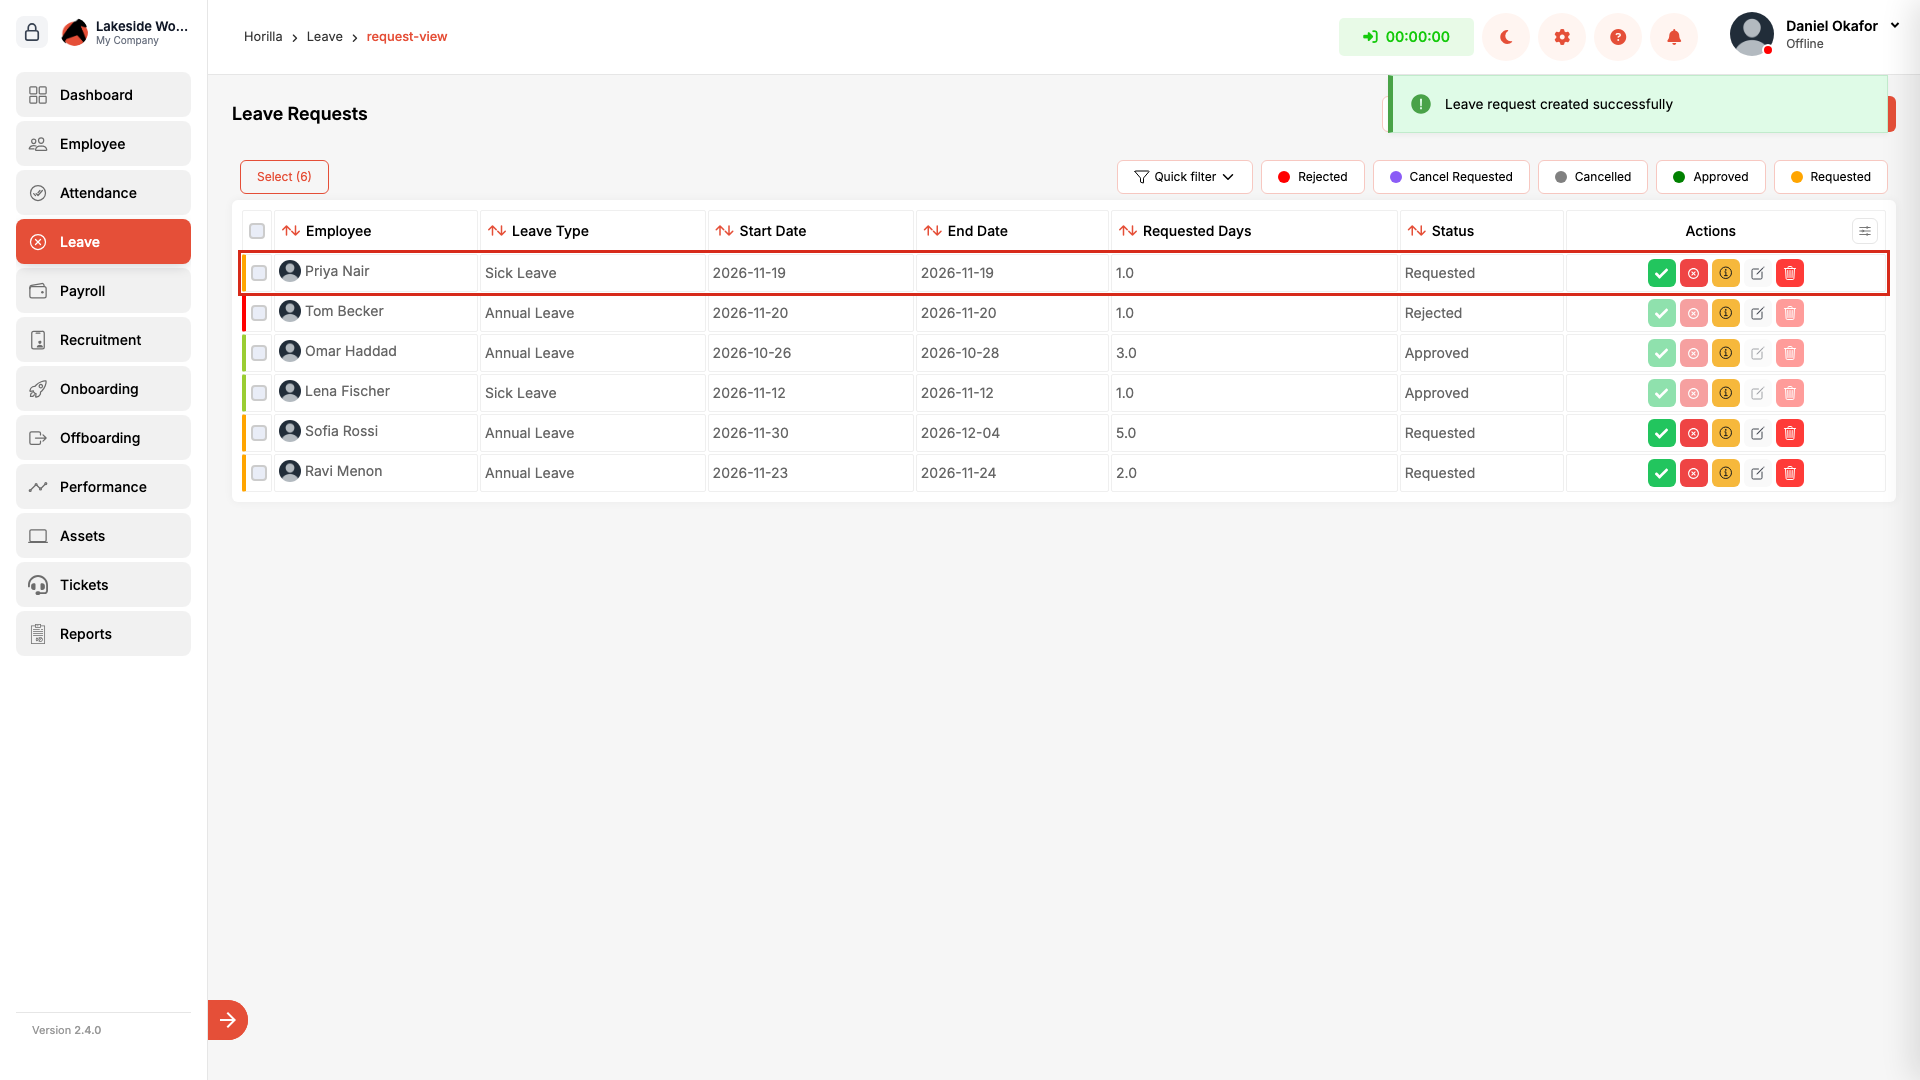 Lakeside Wo...
My Company
Horilla > Leave > request-view
00:00:00
Daniel Okafor
Offline
Dashboard
Employee
Attendance
Leave
Payroll
Recruitment
Onboarding
Offboarding
Performance
Assets
Tickets
Reports
Version 2.4.0
Leave Requests
Leave request created successfully
Select (6)
Quick filter
Rejected
Cancel Requested
Cancelled
Approved
Requested
Employee Leave Type Start Date End Date Requested Days Status Actions
Priya Nair Sick Leave 2026-11-19 2026-11-19 1.0 Requested
Tom Becker Annual Leave 2026-11-20 2026-11-20 1.0 Rejected
Omar Haddad Annual Leave 2026-10-26 2026-10-28 3.0 Approved
Lena Fischer Sick Leave 2026-11-12 2026-11-12 1.0 Approved
Sofia Rossi Annual Leave 2026-11-30 2026-12-04 5.0 Requested
Ravi Menon Annual Leave 2026-11-23 2026-11-24 2.0 Requested